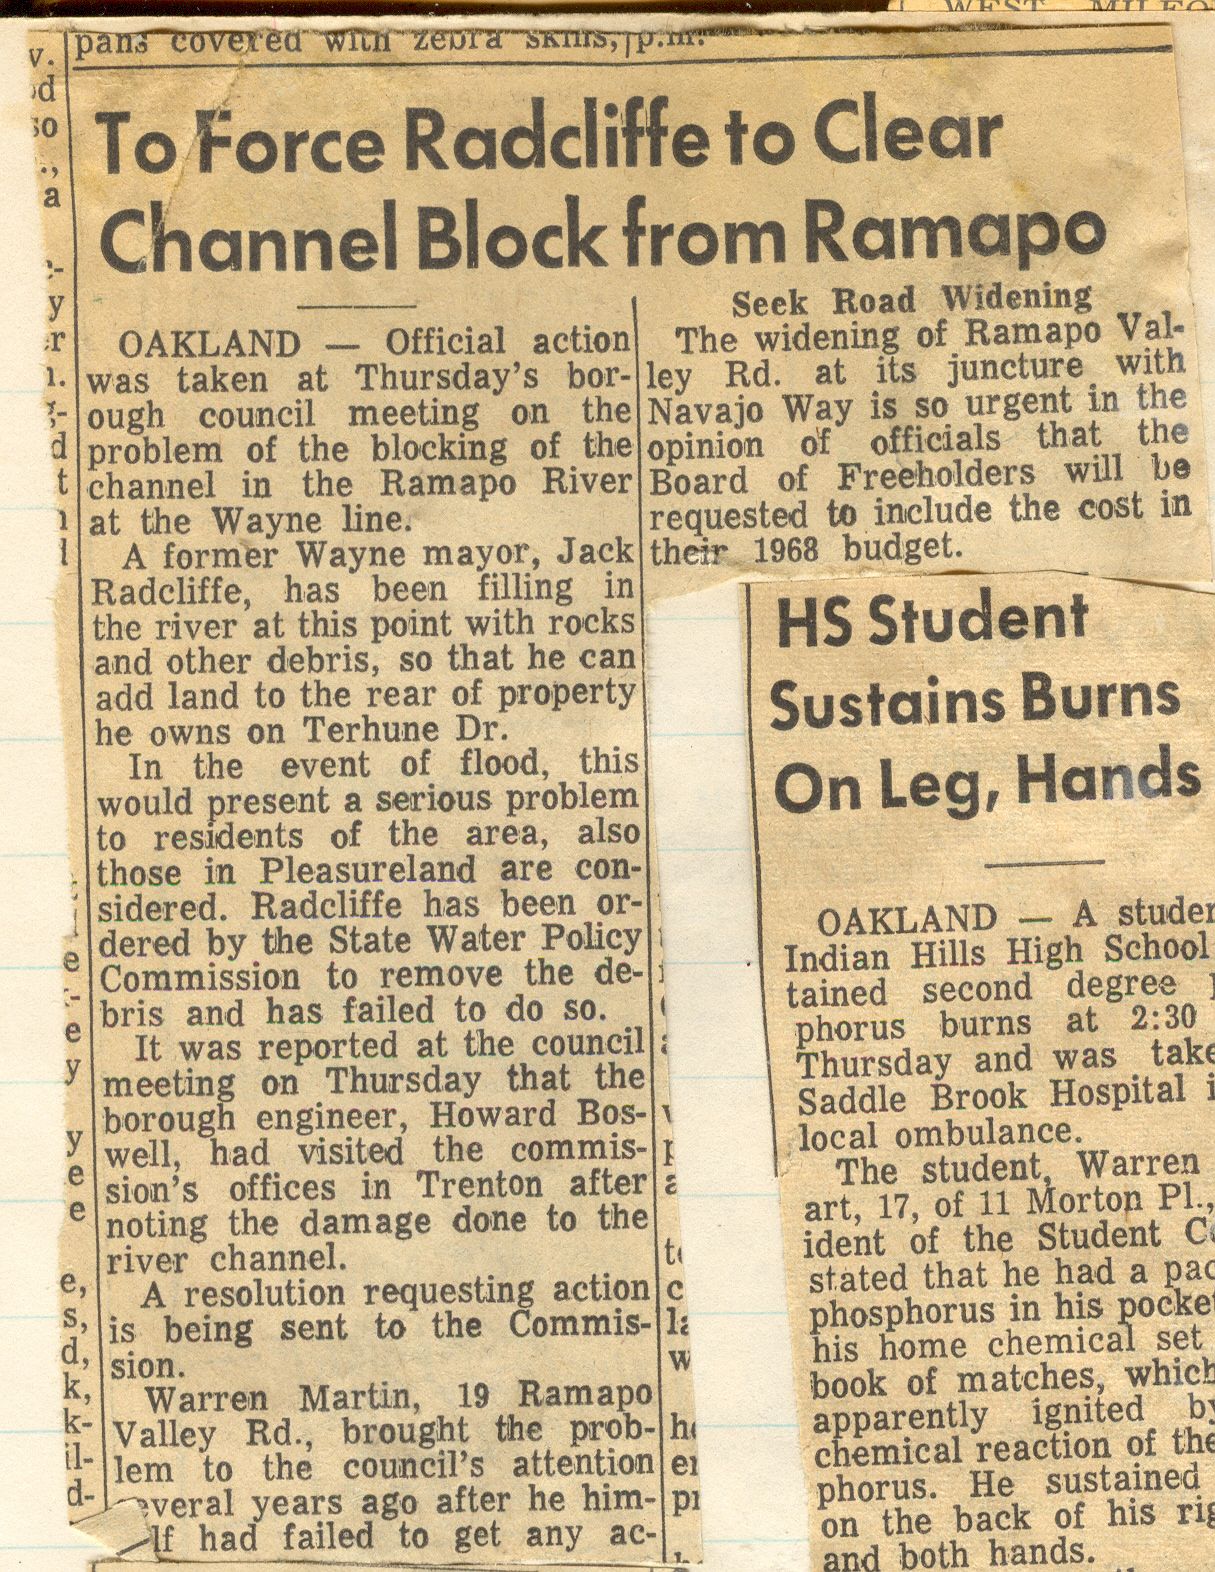 WEST MILFO
pans covered with zebra skins, p.m.
To Force Radcliffe to Clear
Channel Block from Ramapo
OAKLAND — Official action
was taken at Thursday's bor-
ough council meeting on the
problem of the blocking of the
channel in the Ramapo River
at the Wayne line.
A former Wayne mayor, Jack
Radcliffe, has been filling in
the river at this point with rocks
and other debris, so that he can
add land to the rear of property
he owns on Terhune Dr.
In the event of flood, this
would present a serious problem
to residents of the area, also
those in Pleasureland are con-
sidered. Radcliffe has been or-
dered by the State Water Policy
Commission to remove the de-
bris and has failed to do so.
It was reported at the council
meeting on Thursday that the
borough engineer, Howard Bos-
well, had visited the commis-
sion's offices in Trenton after
noting the damage done to the
river channel.
A resolution requesting action
is being sent to the Commis-
sion.
Warren Martin, 19 Ramapo
Valley Rd., brought the prob-
lem to the council's attention
everal years ago after he him-
lf had failed to get any ac-
Seek Road Widening
The widening of Ramapo Val-
ley Rd. at its juncture with
Navajo Way is so urgent in the
opinion of officials that the
Board of Freeholders will be
requested to include the cost in
their 1968 budget.
HS Student
Sustains Burns
On Leg, Hands
OAKLAND — A studen
Indian Hills High School
tained second degree p
phorus burns at 2:30
Thursday and was take
Saddle Brook Hospital i
local ombulance.
The student, Warren
art, 17, of 11 Morton Pl.,
ident of the Student Co
stated that he had a pac
phosphorus in his pocket
his home chemical set
book of matches, which
apparently ignited by
chemical reaction of the
phorus. He sustained
on the back of his rig
and both hands.